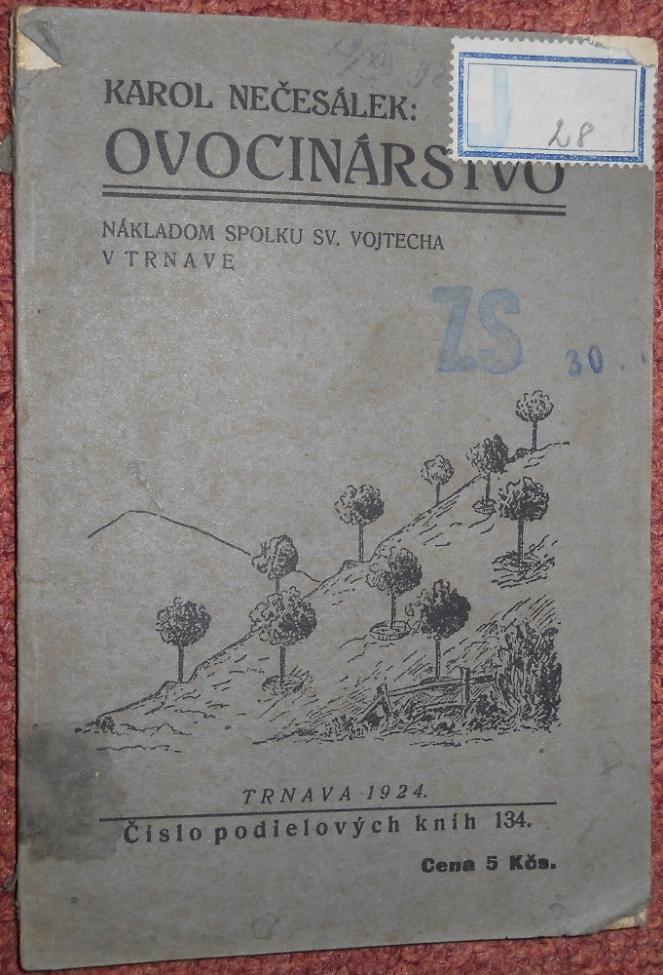 KAROL NEČESÁLEK:
28
OVOCINÁRSTVO
NÁKLADOM SPOLKU SV. VOJTECHA
V TRNAVE
ZS
30
TRNAVA 1924.
Číslo podielových kníh 134.
Cena 5 Kčs.